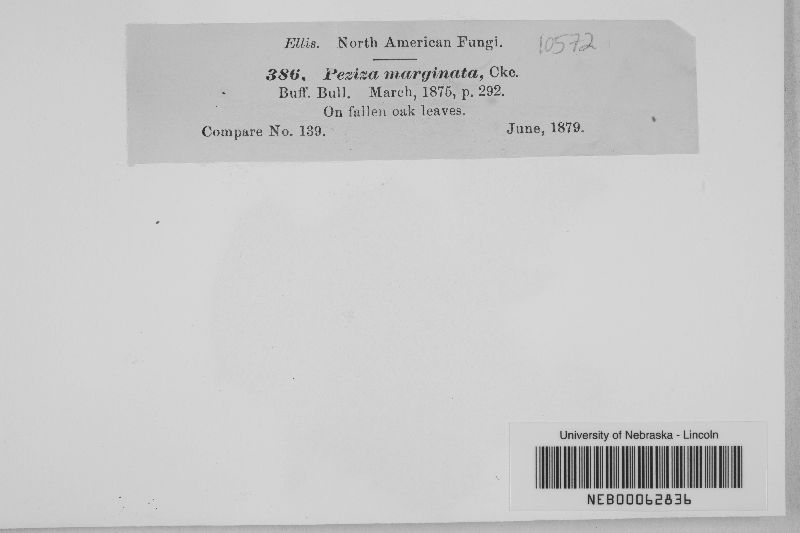 Ellis. North American Fungi. 10572
386. Peziza marginata, Cke.
Buff. Bull. March, 1875, p. 292.
On fallen oak leaves.
Compare No. 139. June, 1879.
University of Nebraska - Lincoln
NEB00062836